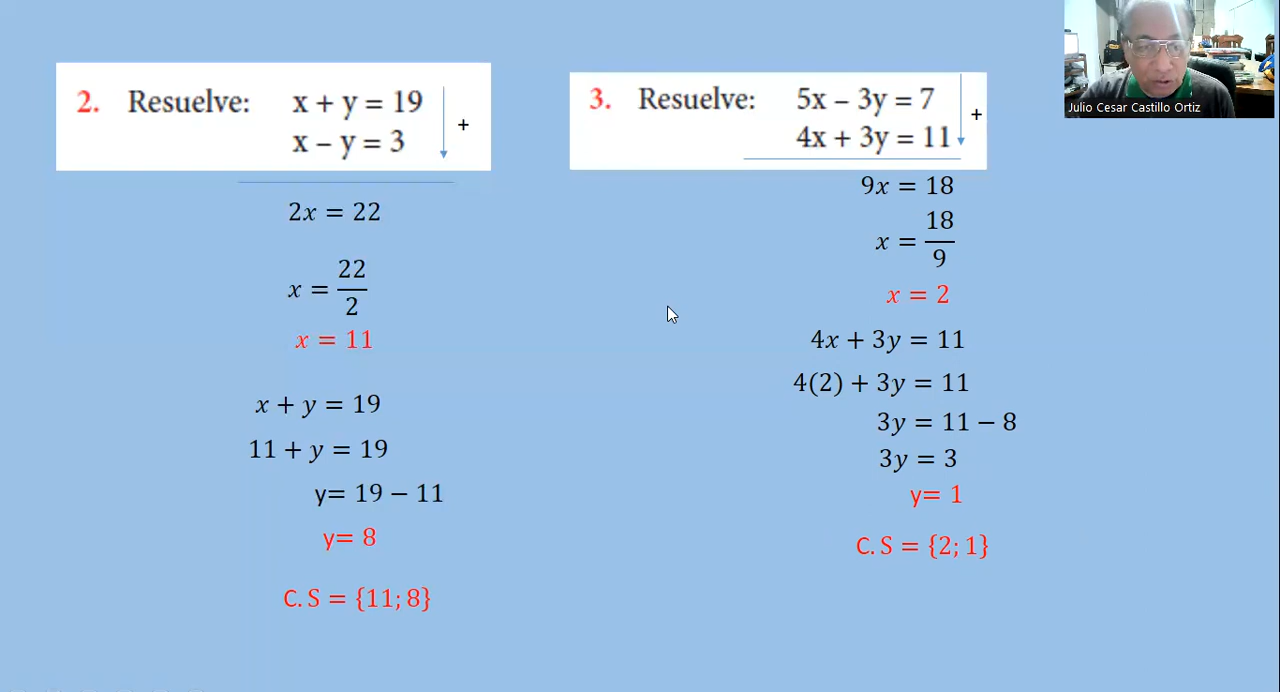 2. Resuelve: x + y = 19
x – y = 3
+
2x = 22
x = 22/2
x = 11
x + y = 19
11 + y = 19
y= 19 − 11
y= 8
C. S = {11; 8}
3. Resuelve: 5x – 3y = 7
4x + 3y = 11
+
9x = 18
x = 18/9
x = 2
4x + 3y = 11
4(2) + 3y = 11
3y = 11 − 8
3y = 3
y= 1
C. S = {2; 1}
Julio Cesar Castillo Ortiz